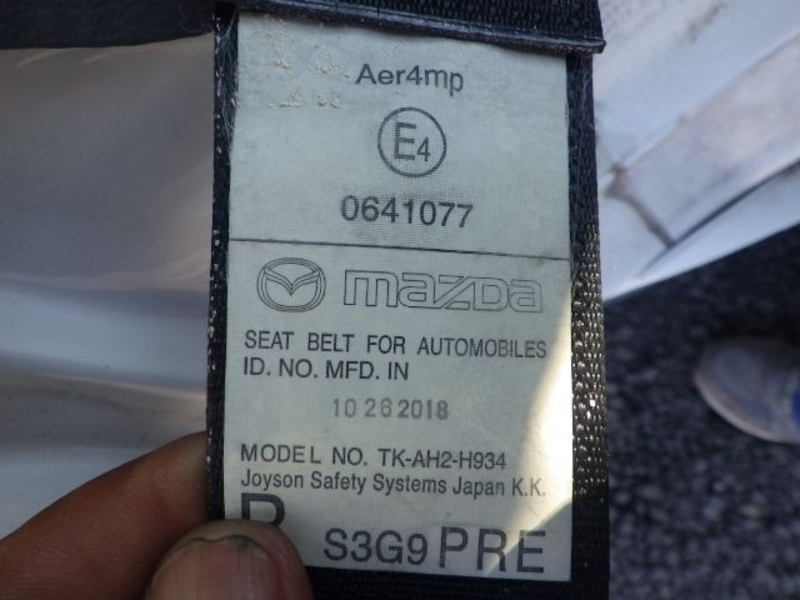 Aer4mp
E4
0641077
mazda
SEAT BELT FOR AUTOMOBILES
ID. NO. MFD. IN
10 26 2018
MODEL NO. TK-AH2-H934
Joyson Safety Systems Japan K.K.
R S3G9 PRE